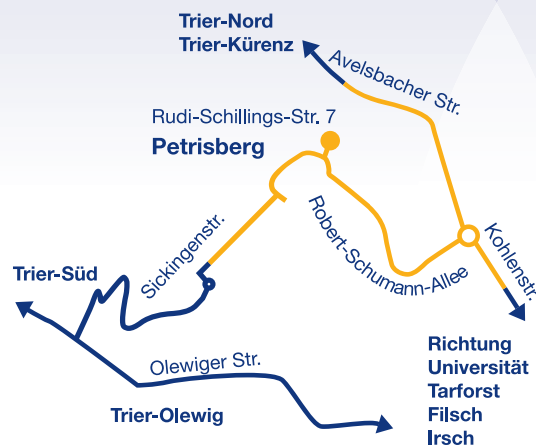 Trier-Nord
Trier-Kürenz
Avelsbacher Str.
Rudi-Schillings-Str. 7
Petrisberg
Sickingenstr.
Robert-Schumann-Allee
Kohlenstr.
Trier-Süd
Olewiger Str.
Trier-Olewig
Richtung
Universität
Tarforst
Filsch
Irsch